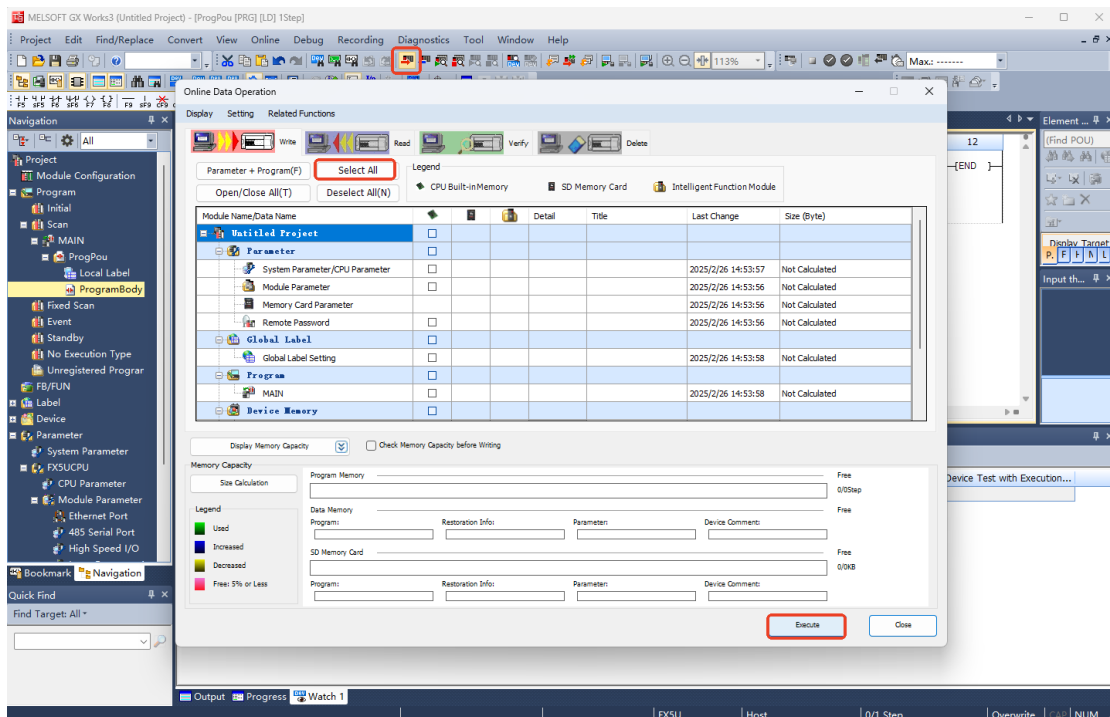 MELSOFT GX Works3 (Untitled Project) - [ProgPou [PRG] [LD] 1Step]
Project Edit Find/Replace Convert View Online Debug Recording Diagnostics Tool Window Help
113% Max.: -------
F5 sF5 F6 sF6 F7 F8 F9 sF9 cF9
Navigation
All
Project
Module Configuration
Program
Initial
Scan
MAIN
ProgPou
Local Label
ProgramBody
Fixed Scan
Event
Standby
No Execution Type
Unregistered Prograr
FB/FUN
Label
Device
Parameter
System Parameter
FX5UCPU
CPU Parameter
Module Parameter
Ethernet Port
485 Serial Port
High Speed I/O
Bookmark Navigation
Quick Find
Find Target: All
Online Data Operation
Display Setting Related Functions
Write Read Verify Delete
Parameter + Program(F) Select All
Open/Close All(T) Deselect All(N)
Legend
CPU Built-in Memory SD Memory Card Intelligent Function Module
Module Name/Data Name Detail Title Last Change Size (Byte)
Untitled Project
Parameter
System Parameter/CPU Parameter 2025/2/26 14:53:57 Not Calculated
Module Parameter 2025/2/26 14:53:56 Not Calculated
Memory Card Parameter 2025/2/26 14:53:56 Not Calculated
Remote Password 2025/2/26 14:53:56 Not Calculated
Global Label
Global Label Setting 2025/2/26 14:53:58 Not Calculated
Program
MAIN 2025/2/26 14:53:58 Not Calculated
Device Memory
Display Memory Capacity Check Memory Capacity before Writing
Memory Capacity
Size Calculation
Legend
Used
Increased
Decreased
Free: 5% or Less
Program Memory Free
0/0Step
Data Memory Free
Program: Restoration Info: Parameter: Device Comment:
SD Memory Card Free
0/0KB
Program: Restoration Info: Parameter: Device Comment:
Execute Close
12
[END ]
Element ...
(Find POU)
Display Target
P. F F N L
Input th...
Device Test with Execution...
Output Progress Watch 1
FX5U Host 0/1 Step Overwrite CAP NUM